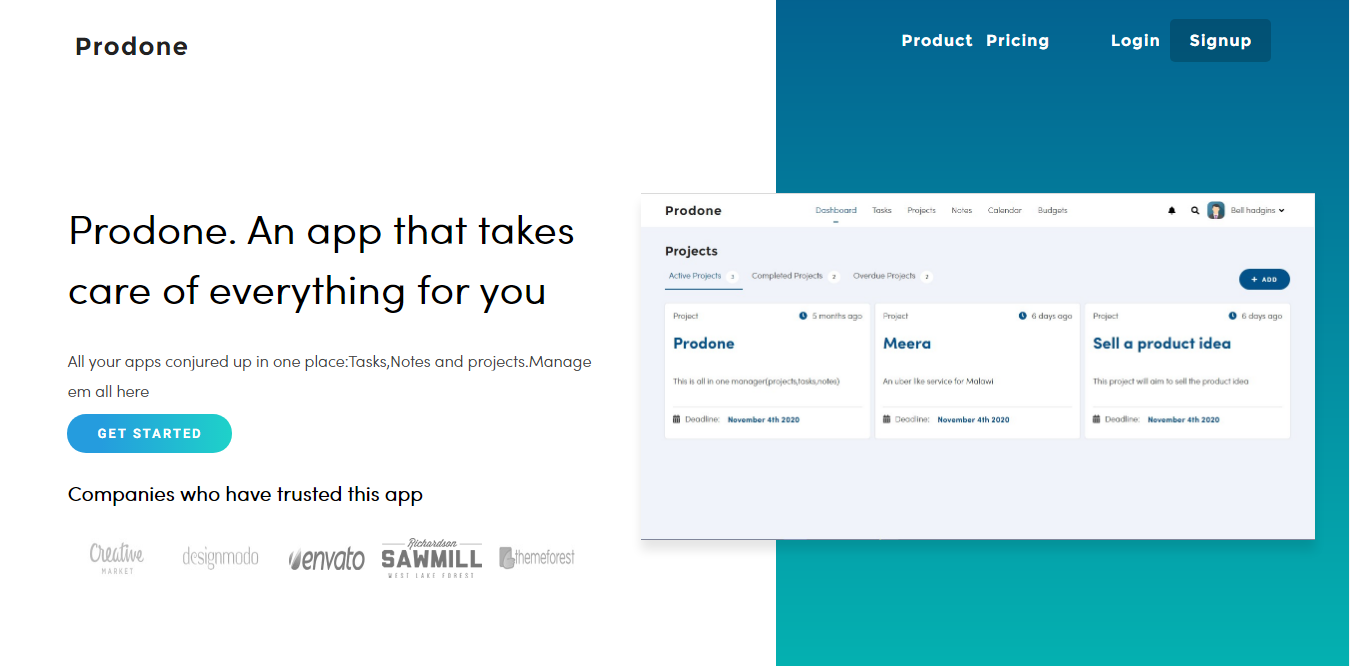 Prodone
Product Pricing Login Signup
Prodone. An app that takes
care of everything for you
All your apps conjured up in one place:Tasks,Notes and projects.Manage
em all here
GET STARTED
Companies who have trusted this app
Creative
MARKET
designmodo
envato
Richardson
SAWMILL
WEST LAKE FOREST
themeforest
Prodone
Dashboard Tasks Projects Notes Calendar Budgets Bell hadgins
Projects
Active Projects 3 Completed Projects 2 Overdue Projects 2
+ ADD
Project 5 months ago
Prodone
This is all in one manager(projects,tasks,notes)
Deadline: November 4th 2020
Project 6 days ago
Meera
An uber like service for Malawi
Deadline: November 4th 2020
Project 6 days ago
Sell a product idea
This project will aim to sell the product idea
Deadline: November 4th 2020